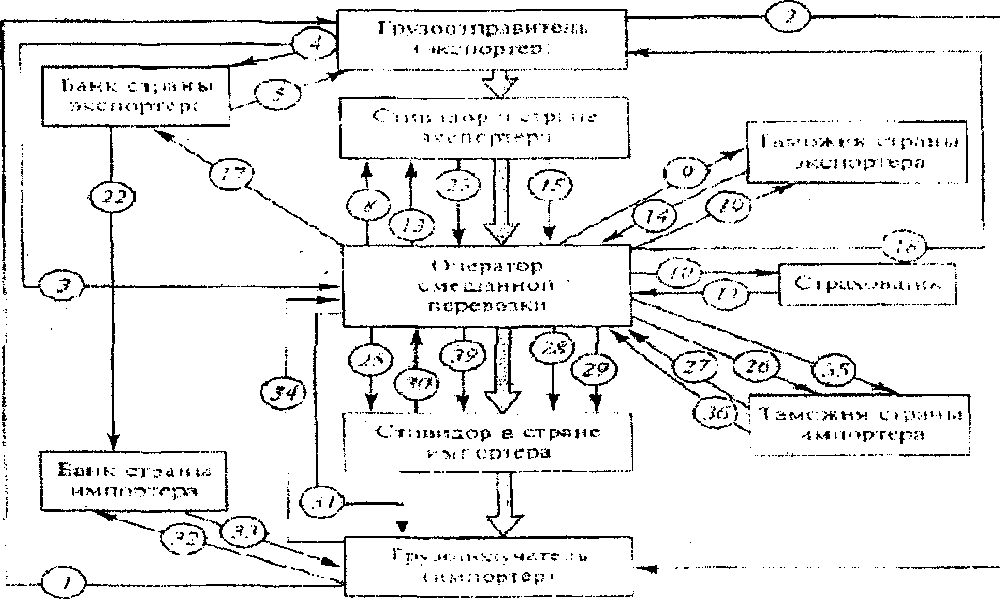 Грузоотправитель
(экспортер)
2
4
Банк страны
экспортера
5
Стивидор в стране
экспортера
Таможня страны
экспортера
17
9
22
8
13
23
15
14
19
18
Оператор
смешанной
перевозки
3
10
11
Страховщик
25
30
39
28
29
27
26
35
34
36
Таможня страны
импортера
Стивидор в стране
импортера
Банк страны
импортера
31
32
33
Грузополучатель
(импортер)
1